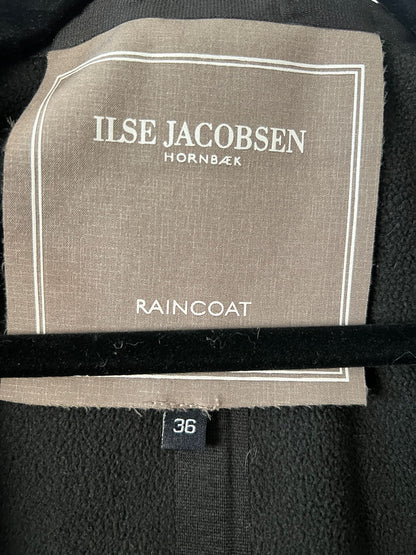 ILSE JACOBSEN
HORNBÆK
RAINCOAT
36